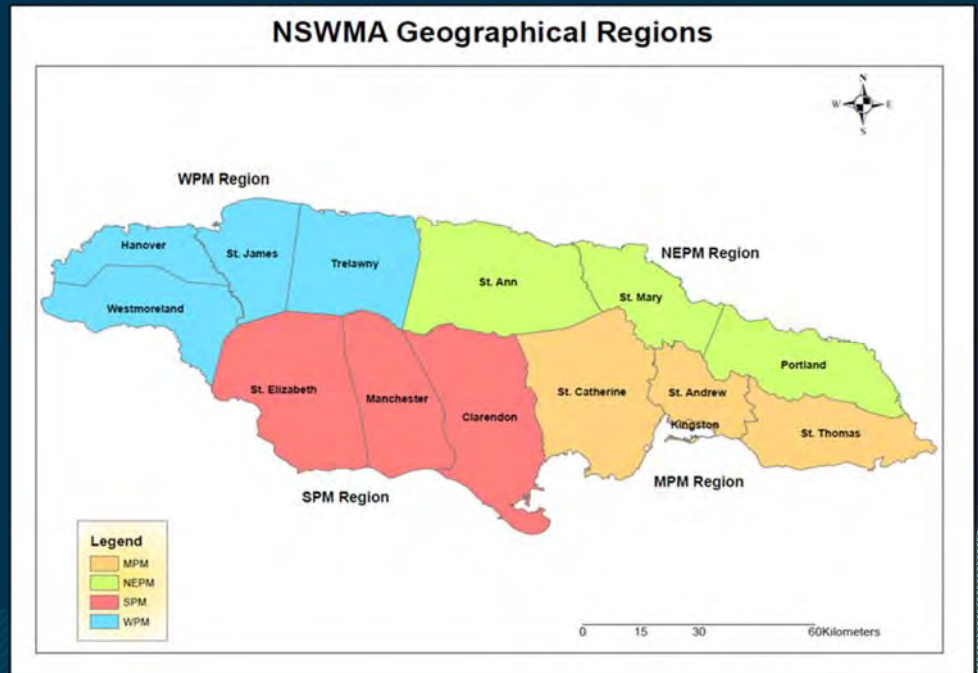 NSWMA Geographical Regions
N
W E
S
WPM Region
Hanover
St. James
Trelawny
St. Ann
NEPM Region
St. Mary
Westmoreland
Portland
St. Elizabeth
Manchester
Clarendon
St. Catherine
St. Andrew
Kingston
St. Thomas
SPM Region
MPM Region
Legend
MPM
NEPM
SPM
WPM
0 15 30 60Kilometers